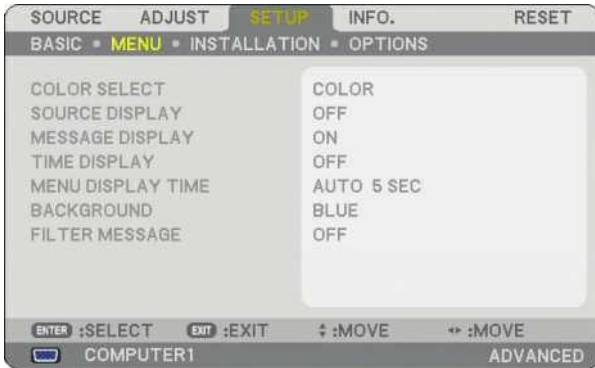 SOURCE ADJUST SETUP INFO. RESET
BASIC • MENU • INSTALLATION • OPTIONS
COLOR SELECT COLOR
SOURCE DISPLAY OFF
MESSAGE DISPLAY ON
TIME DISPLAY OFF
MENU DISPLAY TIME AUTO 5 SEC
BACKGROUND BLUE
FILTER MESSAGE OFF
ENTER :SELECT EXIT :EXIT :MOVE :MOVE
COMPUTER1 ADVANCED